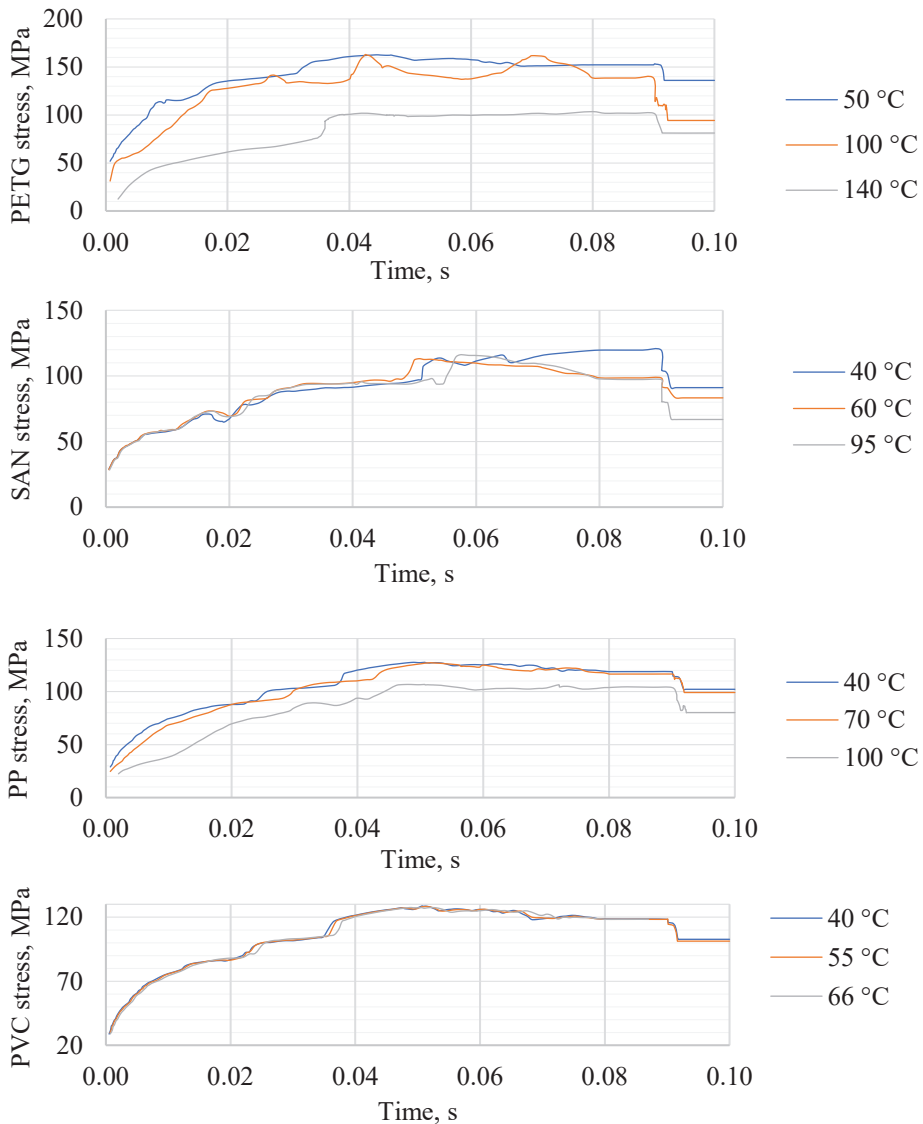 200
150
100
50
0
PETG stress, MPa
0.00 0.02 0.04 0.06 0.08 0.10
Time, s
50 °C
100 °C
140 °C
150
100
50
0
SAN stress, MPa
0.00 0.02 0.04 0.06 0.08 0.10
Time, s
40 °C
60 °C
95 °C
150
100
50
0
PP stress, MPa
0.00 0.02 0.04 0.06 0.08 0.10
Time, s
40 °C
70 °C
100 °C
120
70
20
PVC stress, MPa
0.00 0.02 0.04 0.06 0.08 0.10
Time, s
40 °C
55 °C
66 °C